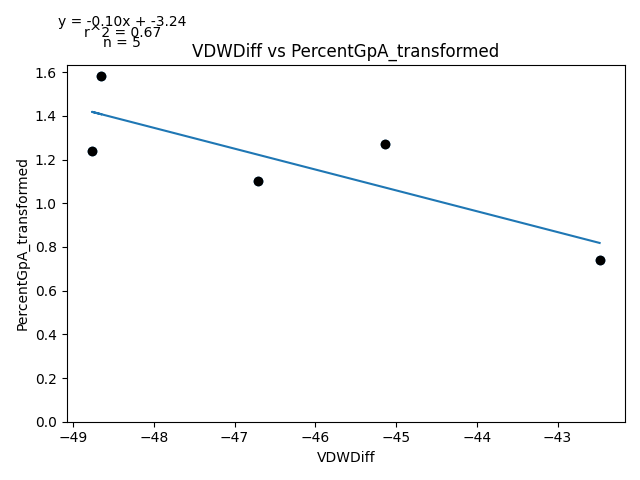 y = -0.10x + -3.24
r^2 = 0.67
n = 5
VDWDiff vs PercentGpA_transformed
PercentGpA_transformed
1.6
1.4
1.2
1.0
0.8
0.6
0.4
0.2
0.0
−49 −48 −47 −46 −45 −44 −43
VDWDiff